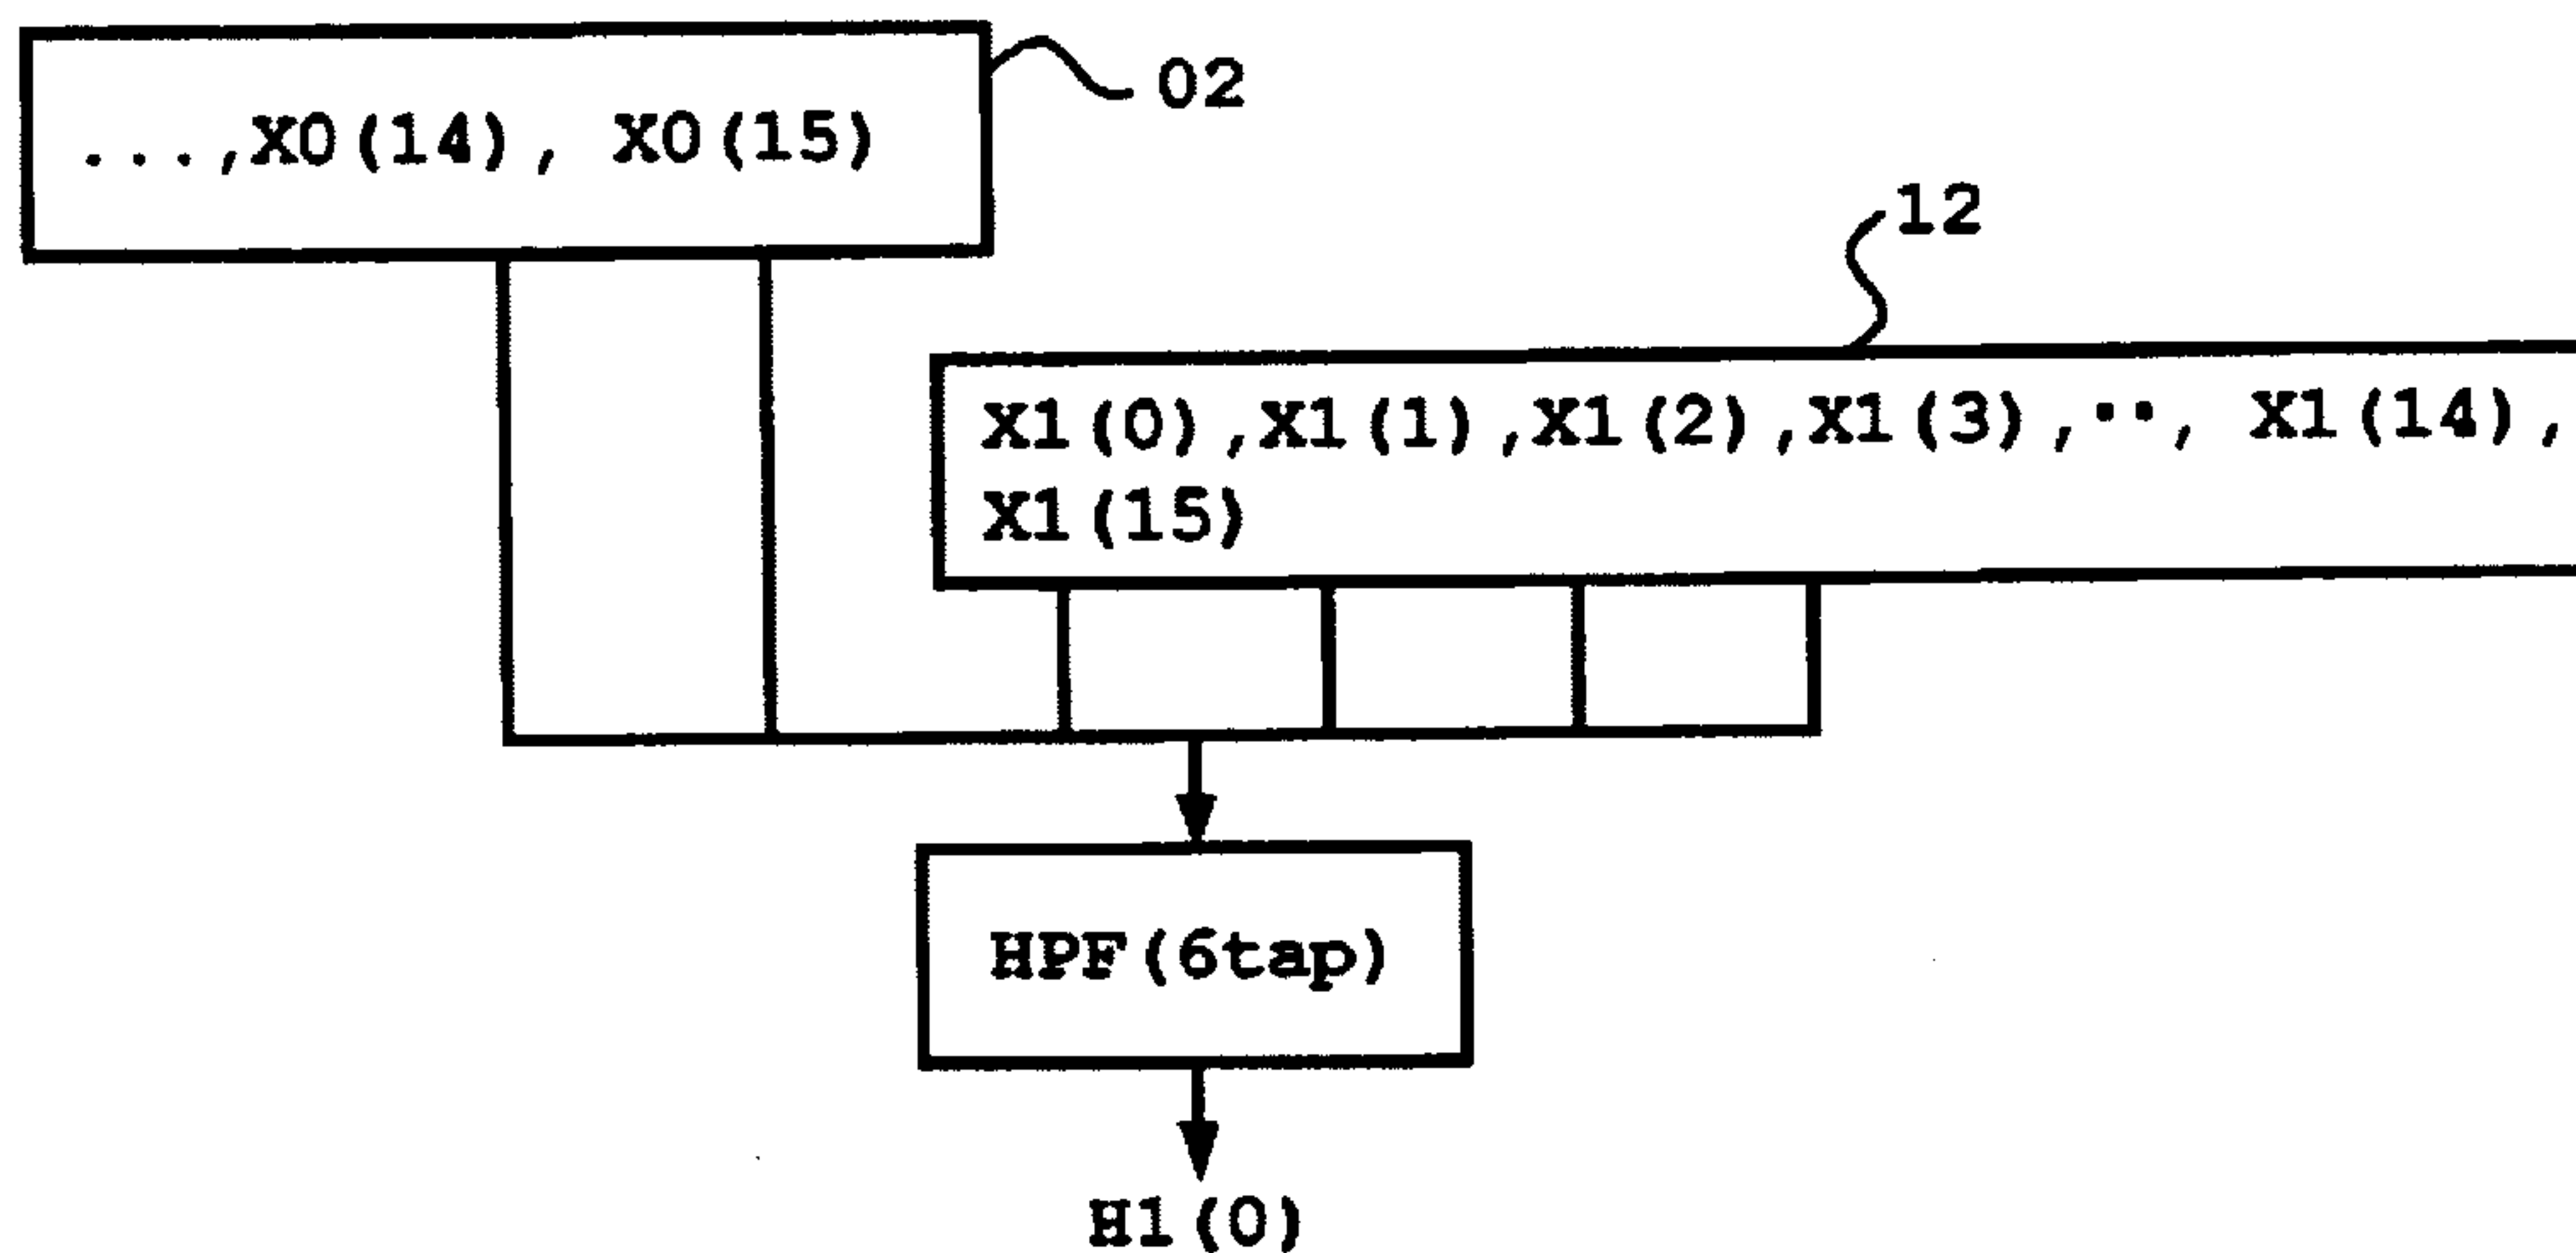 ...,X0(14), X0(15)
02
12
X1(0),X1(1),X1(2),X1(3),••, X1(14),
X1(15)
HPF(6tap)
H1(0)